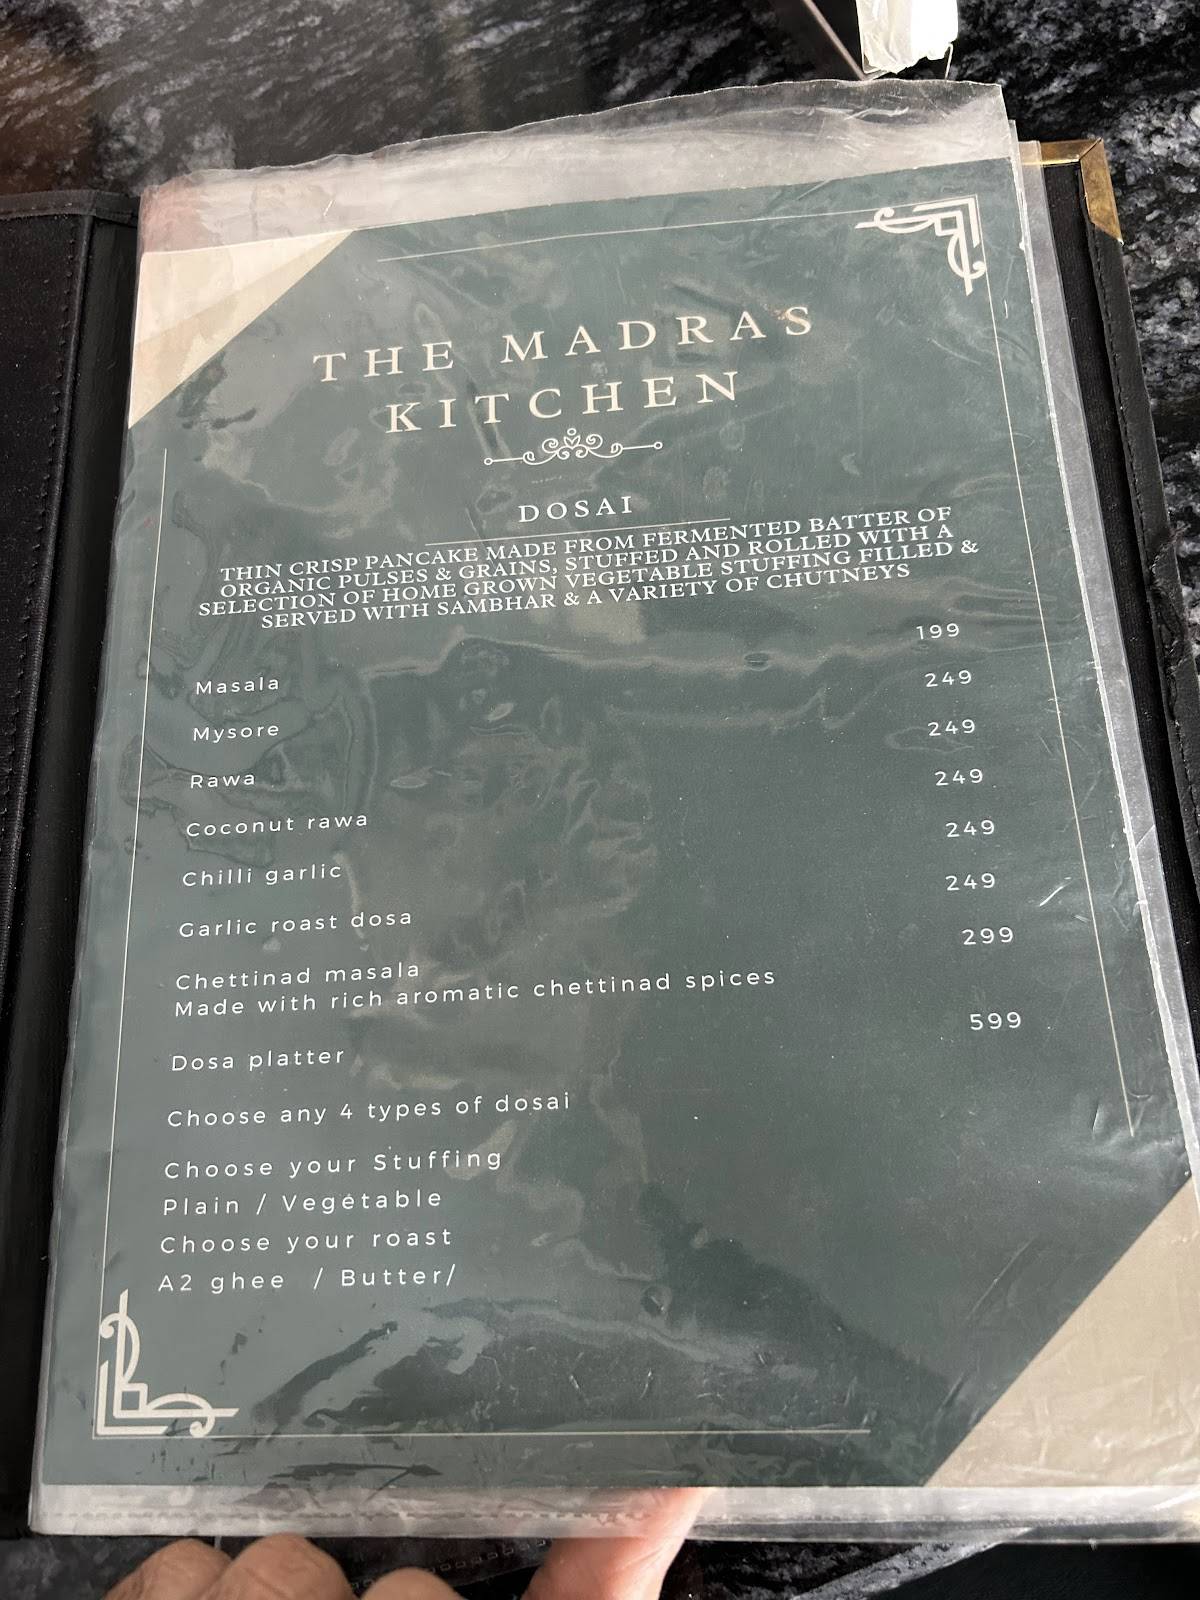 THE MADRAS
KITCHEN
DOSAI
THIN CRISP PANCAKE MADE FROM FERMENTED BATTER OF
ORGANIC PULSES & GRAINS, STUFFED AND ROLLED WITH A
SELECTION OF HOME GROWN VEGETABLE STUFFING FILLED &
SERVED WITH SAMBHAR & A VARIETY OF CHUTNEYS
Masala 199
Mysore 249
Rawa 249
Coconut rawa 249
Chilli garlic 249
Garlic roast dosa 249
Chettinad masala 299
Made with rich aromatic chettinad spices
Dosa platter 599
Choose any 4 types of dosai
Choose your Stuffing
Plain / Vegetable
Choose your roast
A2 ghee / Butter/